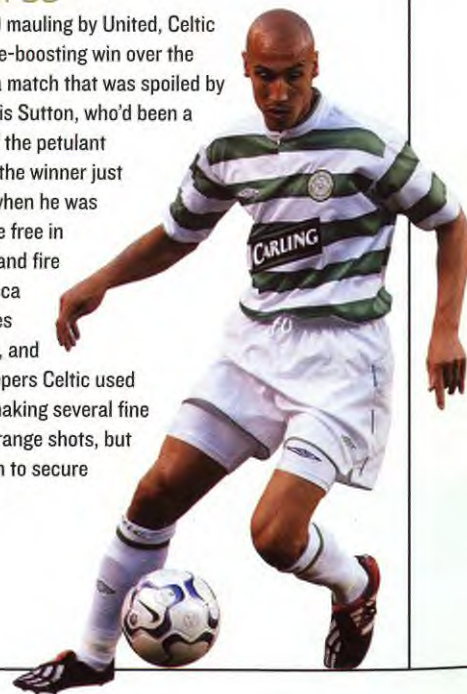 mauling by United, Celtic
e-boosting win over the
a match that was spoiled by
is Sutton, who'd been a
the petulant
the winner just
when he was
e free in
and fire
sca
es
, and
epers Celtic used
making several fine
range shots, but
n to secure
CARLING